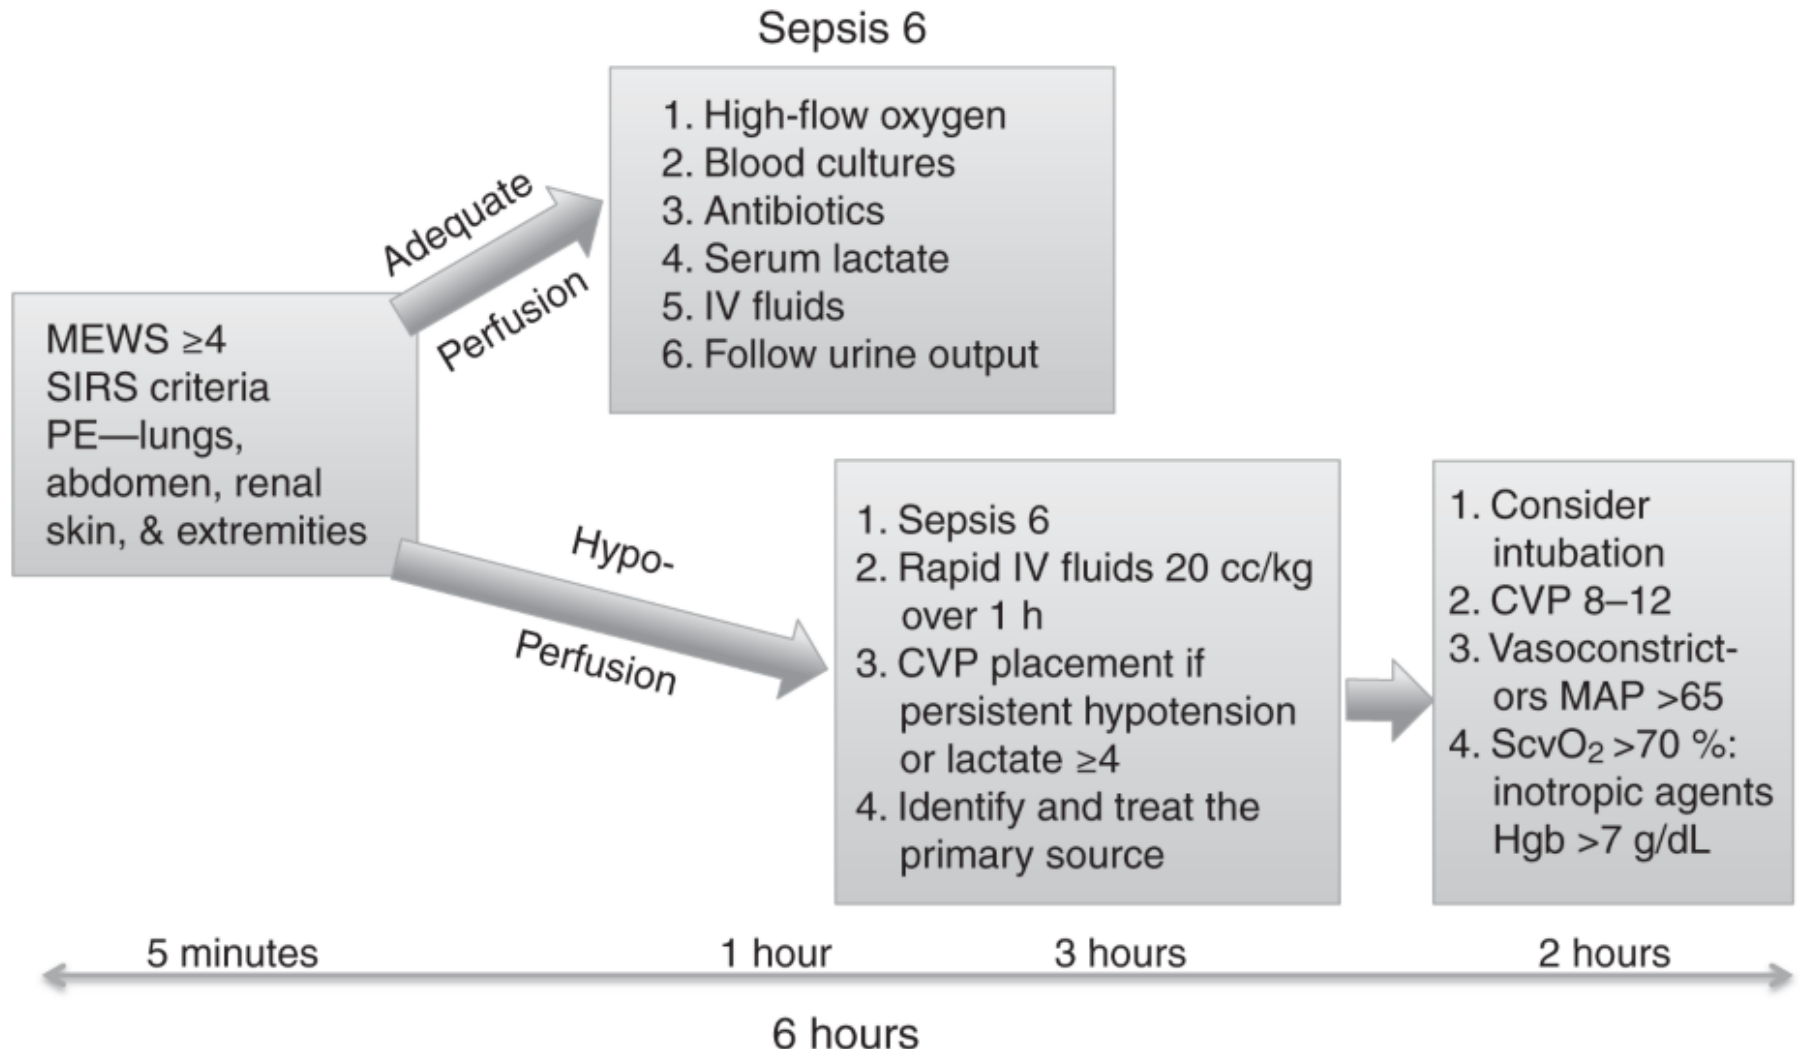 Sepsis 6
1. High-flow oxygen
2. Blood cultures
3. Antibiotics
4. Serum lactate
5. IV fluids
6. Follow urine output
Adequate
Perfusion
MEWS ≥4
SIRS criteria
PE—lungs,
abdomen, renal
skin, & extremities
Hypo-
Perfusion
1. Sepsis 6
2. Rapid IV fluids 20 cc/kg
over 1 h
3. CVP placement if
persistent hypotension
or lactate ≥4
4. Identify and treat the
primary source
1. Consider
intubation
2. CVP 8–12
3. Vasoconstrict-
ors MAP >65
4. ScvO₂ >70 %:
inotropic agents
Hgb >7 g/dL
5 minutes
1 hour
3 hours
2 hours
6 hours